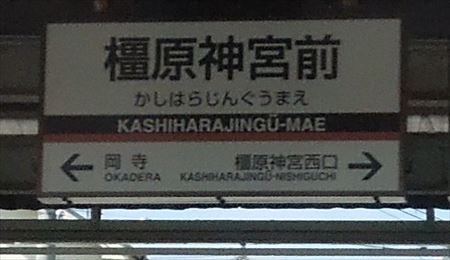 橿原神宮前
かしはらじんぐうまえ
KASHIHARAJINGŪ-MAE
← 岡寺 橿原神宮西口 →
OKADERA KASHIHARAJINGŪ-NISHIGUCHI